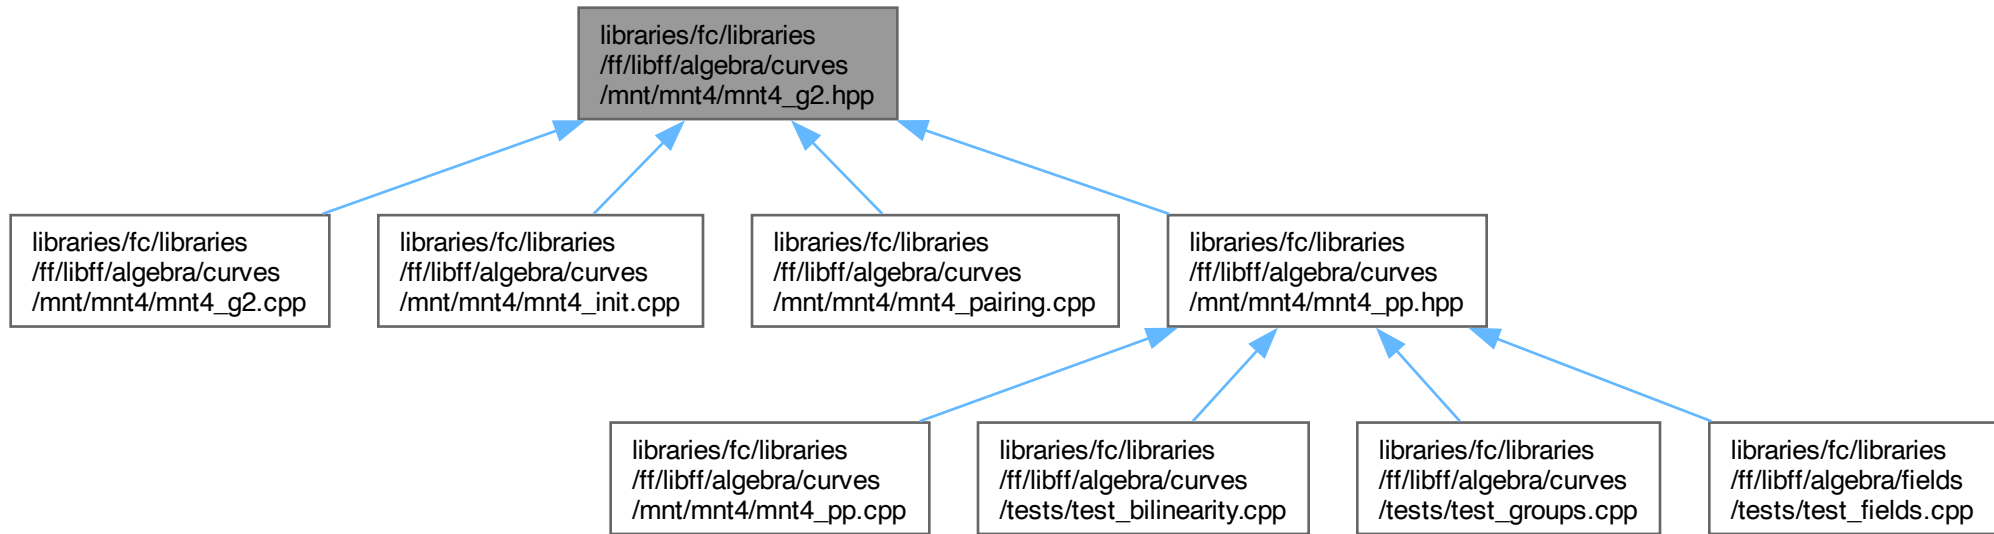 libraries/fc/libraries
/ff/libff/algebra/curves
/mnt/mnt4/mnt4_g2.hpp
libraries/fc/libraries
/ff/libff/algebra/curves
/mnt/mnt4/mnt4_g2.cpp
libraries/fc/libraries
/ff/libff/algebra/curves
/mnt/mnt4/mnt4_init.cpp
libraries/fc/libraries
/ff/libff/algebra/curves
/mnt/mnt4/mnt4_pairing.cpp
libraries/fc/libraries
/ff/libff/algebra/curves
/mnt/mnt4/mnt4_pp.hpp
libraries/fc/libraries
/ff/libff/algebra/curves
/mnt/mnt4/mnt4_pp.cpp
libraries/fc/libraries
/ff/libff/algebra/curves
/tests/test_bilinearity.cpp
libraries/fc/libraries
/ff/libff/algebra/curves
/tests/test_groups.cpp
libraries/fc/libraries
/ff/libff/algebra/fields
/tests/test_fields.cpp